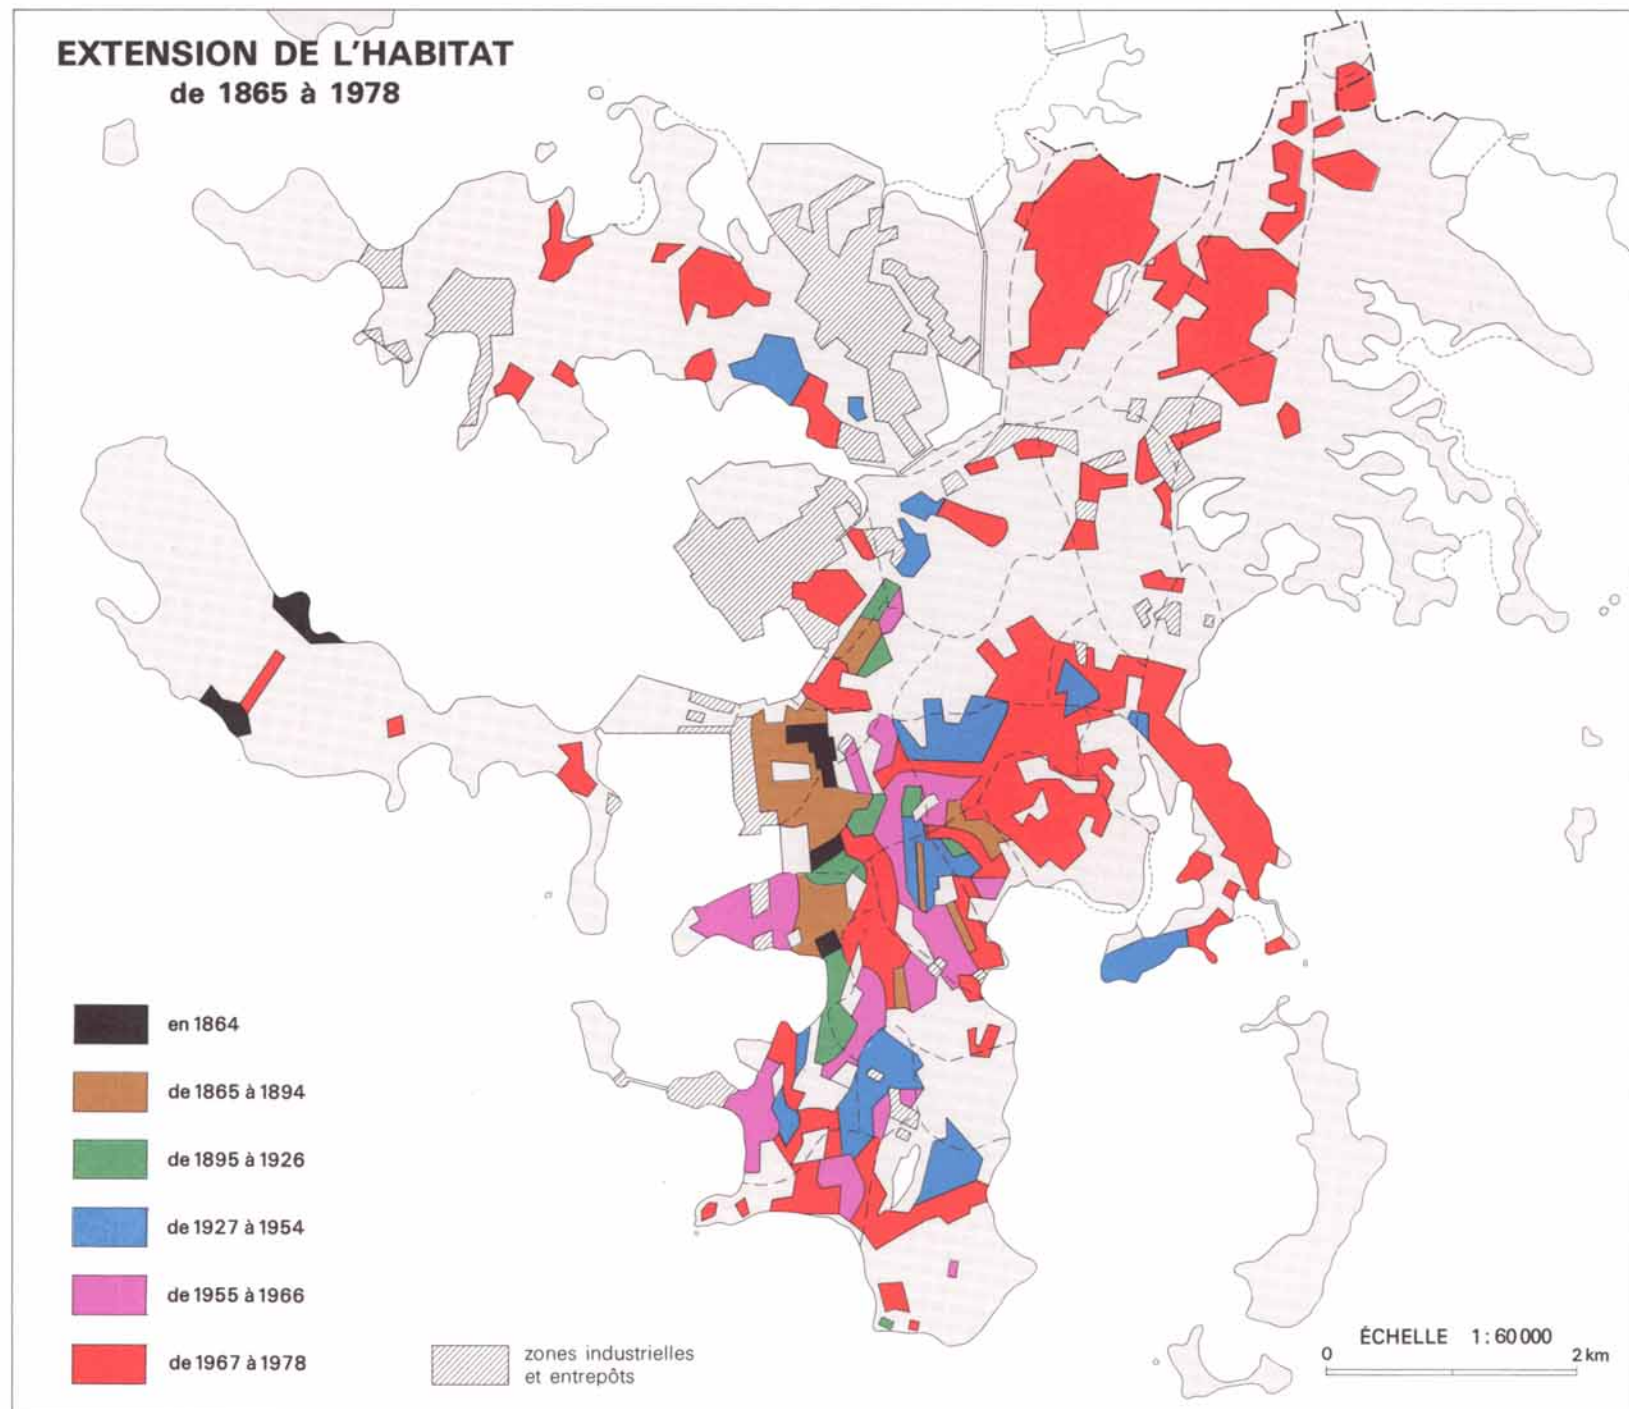 EXTENSION DE L'HABITAT
de 1865 à 1978
en 1864
de 1865 à 1894
de 1895 à 1926
de 1927 à 1954
de 1955 à 1966
de 1967 à 1978
zones industrielles
et entrepôts
ÉCHELLE 1:60 000
0 2 km